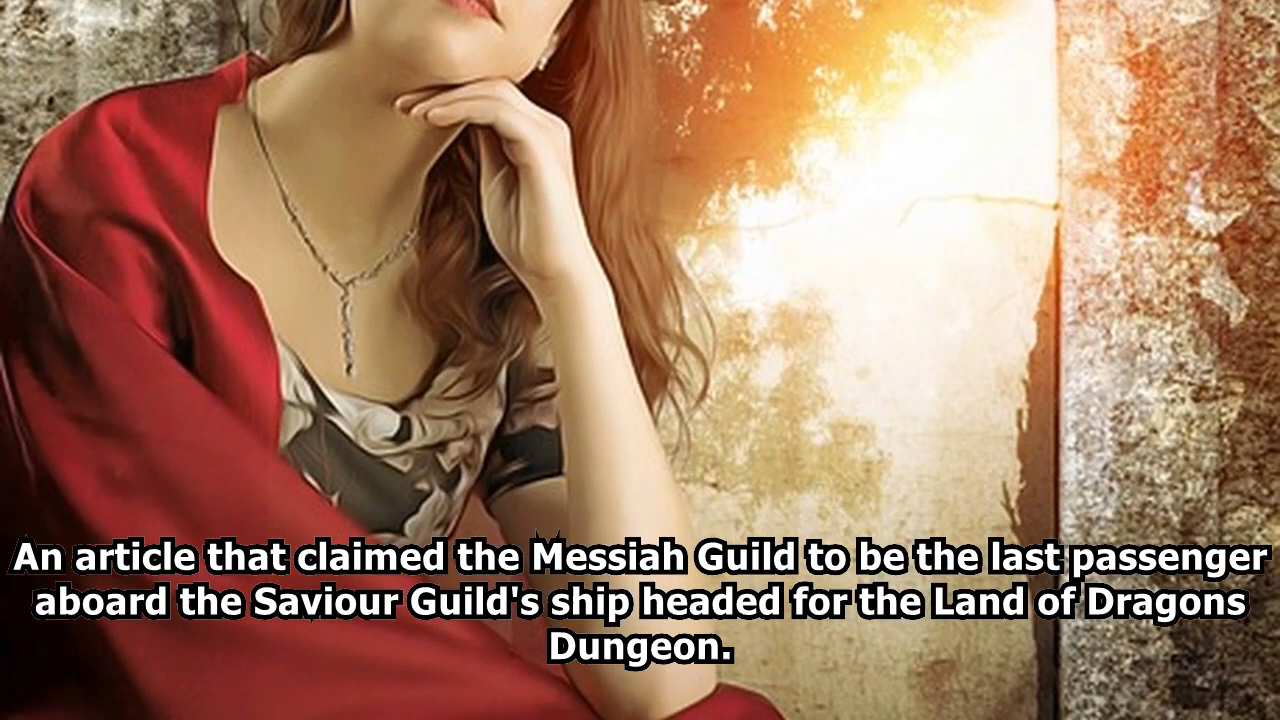 An article that claimed the Messiah Guild to be the last passenger
aboard the Saviour Guild's ship headed for the Land of Dragons
Dungeon.